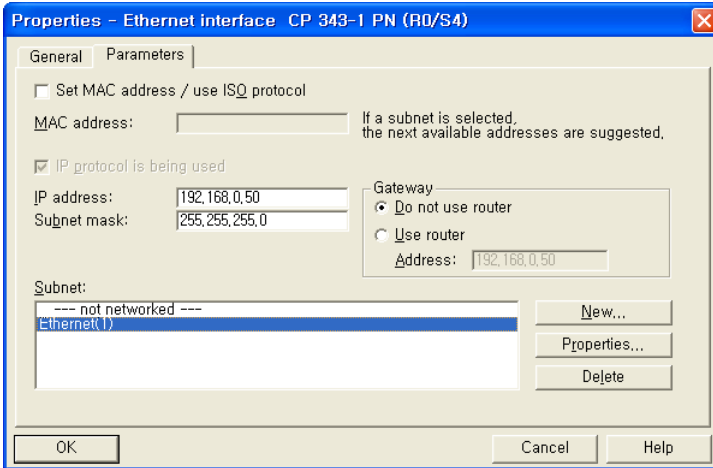 Properties - Ethernet interface CP 343-1 PN (R0/S4)
General
Parameters
Set MAC address / use ISO protocol
MAC address:
If a subnet is selected,
the next available addresses are suggested.
IP protocol is being used
IP address:
192,168,0,50
Subnet mask:
255,255,255,0
Gateway
Do not use router
Use router
Address:
192,168,0,50
Subnet:
--- not networked ---
Ethernet(1)
New...
Properties...
Delete
OK
Cancel
Help